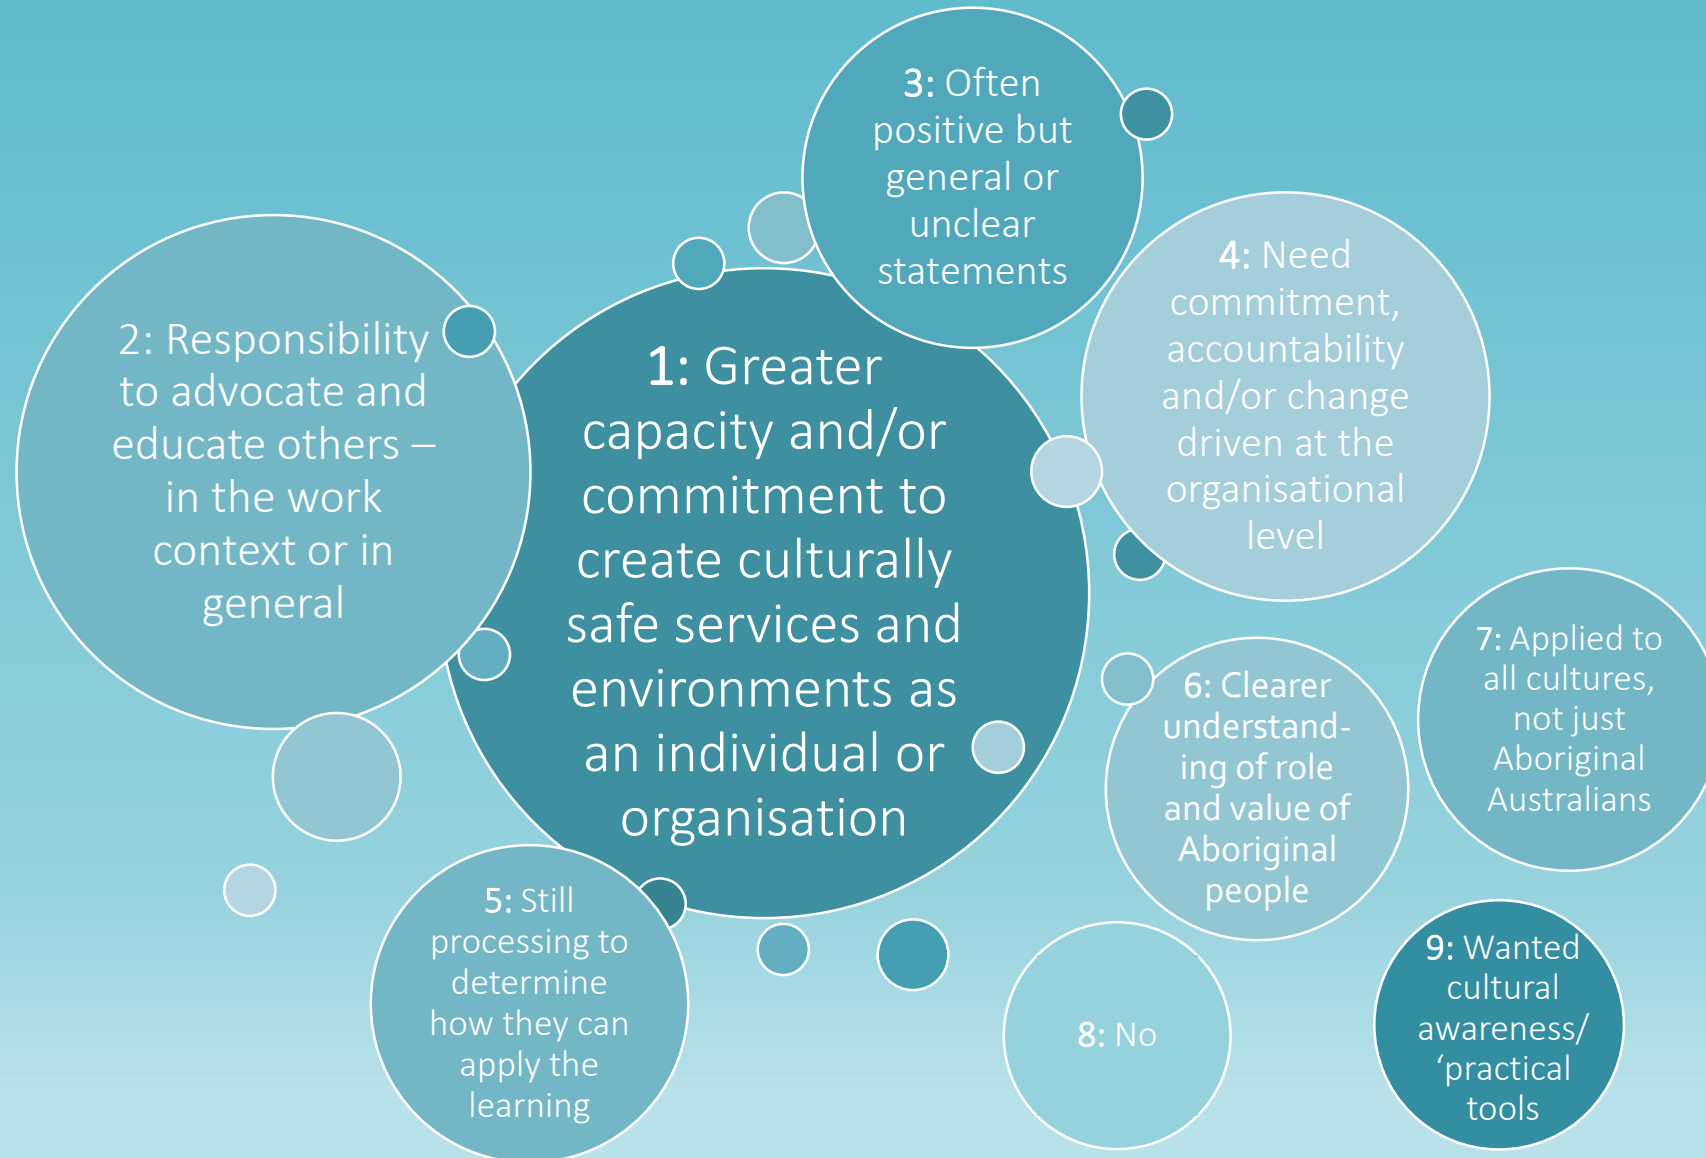 1: Greater
capacity and/or
commitment to
create culturally
safe services and
environments as
an individual or
organisation
2: Responsibility
to advocate and
educate others –
in the work
context or in
general
3: Often
positive but
general or
unclear
statements
4: Need
commitment,
accountability
and/or change
driven at the
organisational
level
5: Still
processing to
determine
how they can
apply the
learning
6: Clearer
understand-
ing of role
and value of
Aboriginal
people
7: Applied to
all cultures,
not just
Aboriginal
Australians
8: No
9: Wanted
cultural
awareness/
‘practical
tools